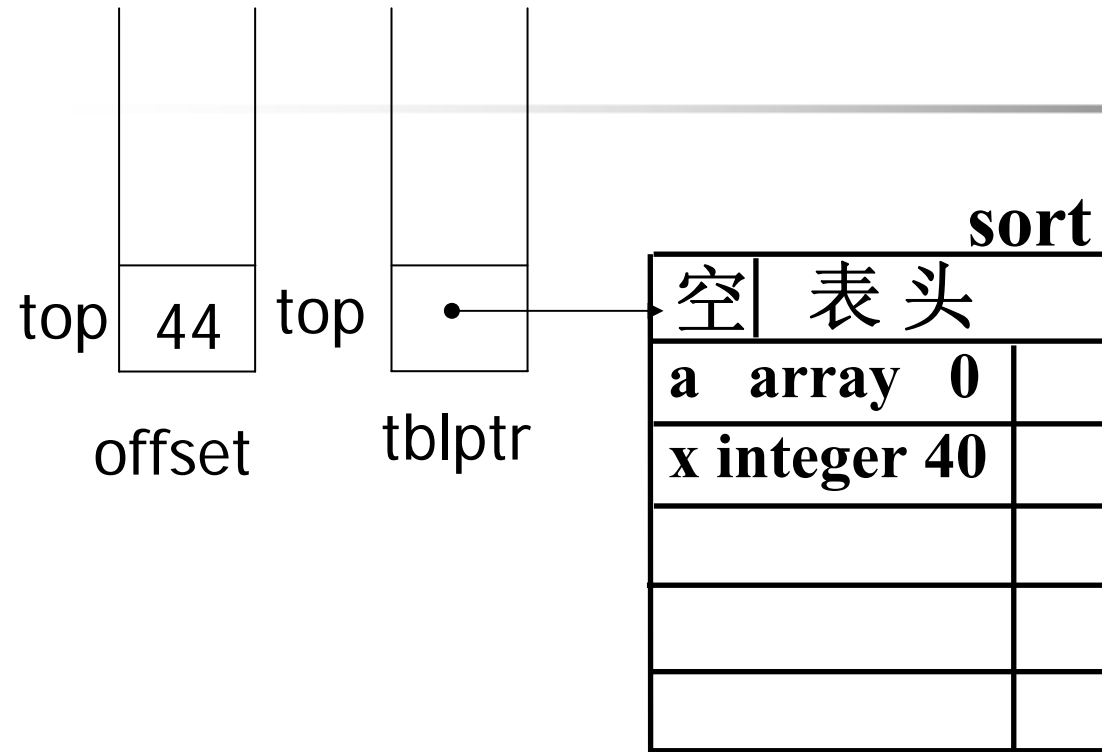 sort
空 表 头
top 44 top
a array 0
offset tblptr
x integer 40